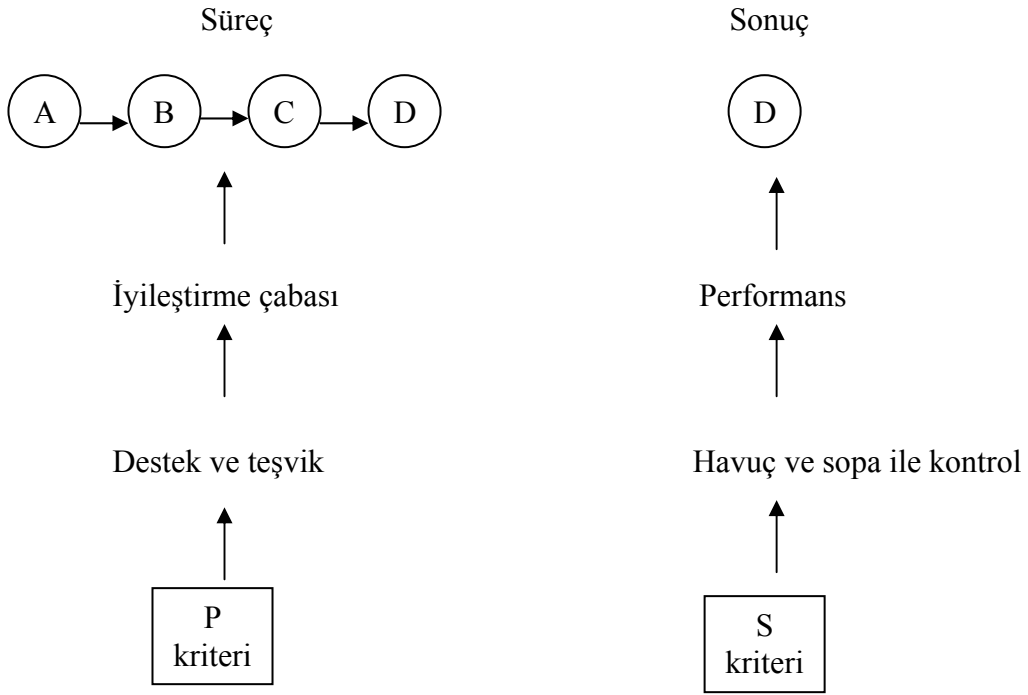 Süreç
Sonuç
A
B
C
D
D
İyileştirme çabası
Performans
Destek ve teşvik
Havuç ve sopa ile kontrol
P
kriteri
S
kriteri